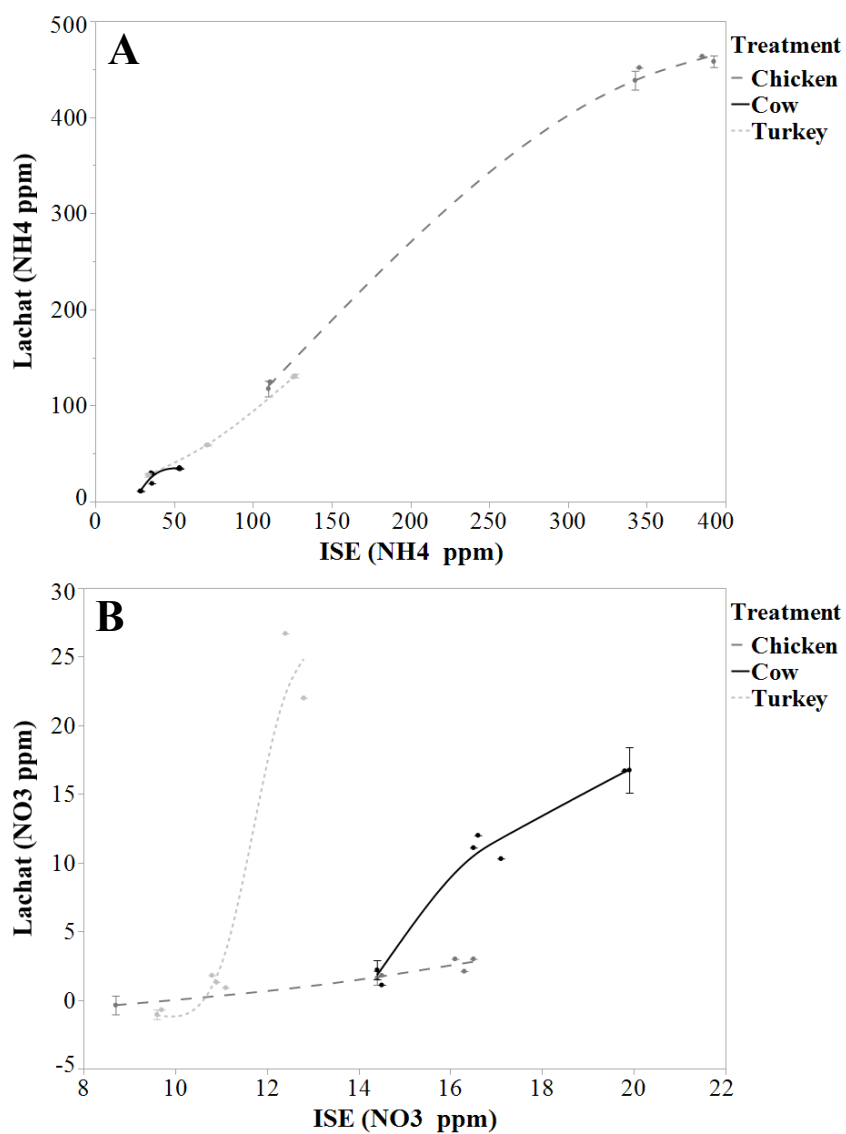 A
500
400
300
200
100
0
Lachat (NH4 ppm)
0 50 100 150 200 250 300 350 400
ISE (NH4 ppm)
Treatment
Chicken
Cow
Turkey
B
30
25
20
15
10
5
0
-5
Lachat (NO3 ppm)
8 10 12 14 16 18 20 22
ISE (NO3 ppm)
Treatment
Chicken
Cow
Turkey